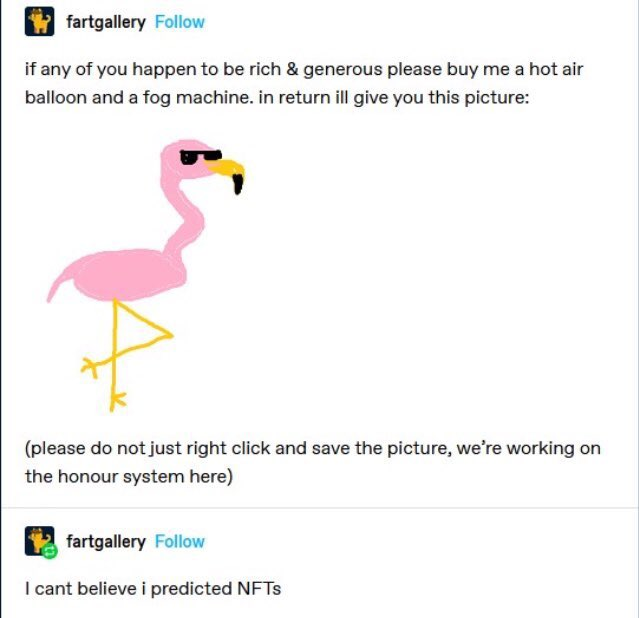 fartgallery Follow
if any of you happen to be rich & generous please buy me a hot air
balloon and a fog machine. in return ill give you this picture:
(please do not just right click and save the picture, we’re working on
the honour system here)
fartgallery Follow
I cant believe i predicted NFTs